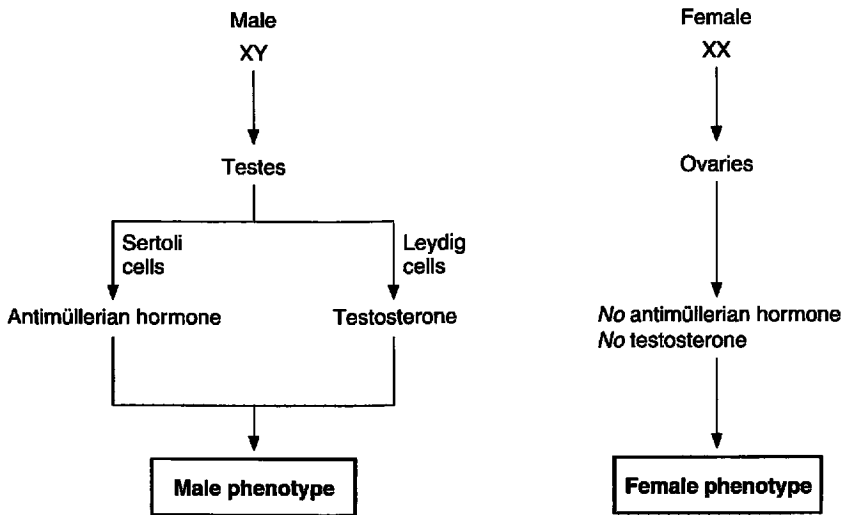 Male
XY
Testes
Sertoli
cells
Leydig
cells
Antimüllerian hormone
Testosterone
Male phenotype
Female
XX
Ovaries
No antimüllerian hormone
No testosterone
Female phenotype